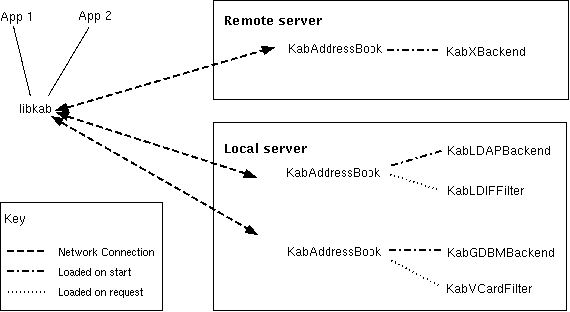 App 1
App 2
libkab
Remote server
KabAddressBook
KabXBackend
Local server
KabAddressBook
KabLDAPBackend
KabLDIFFilter
KabAddressBook
KabGDBMBackend
KabVCardFilter
Key
Network Connection
Loaded on start
Loaded on request